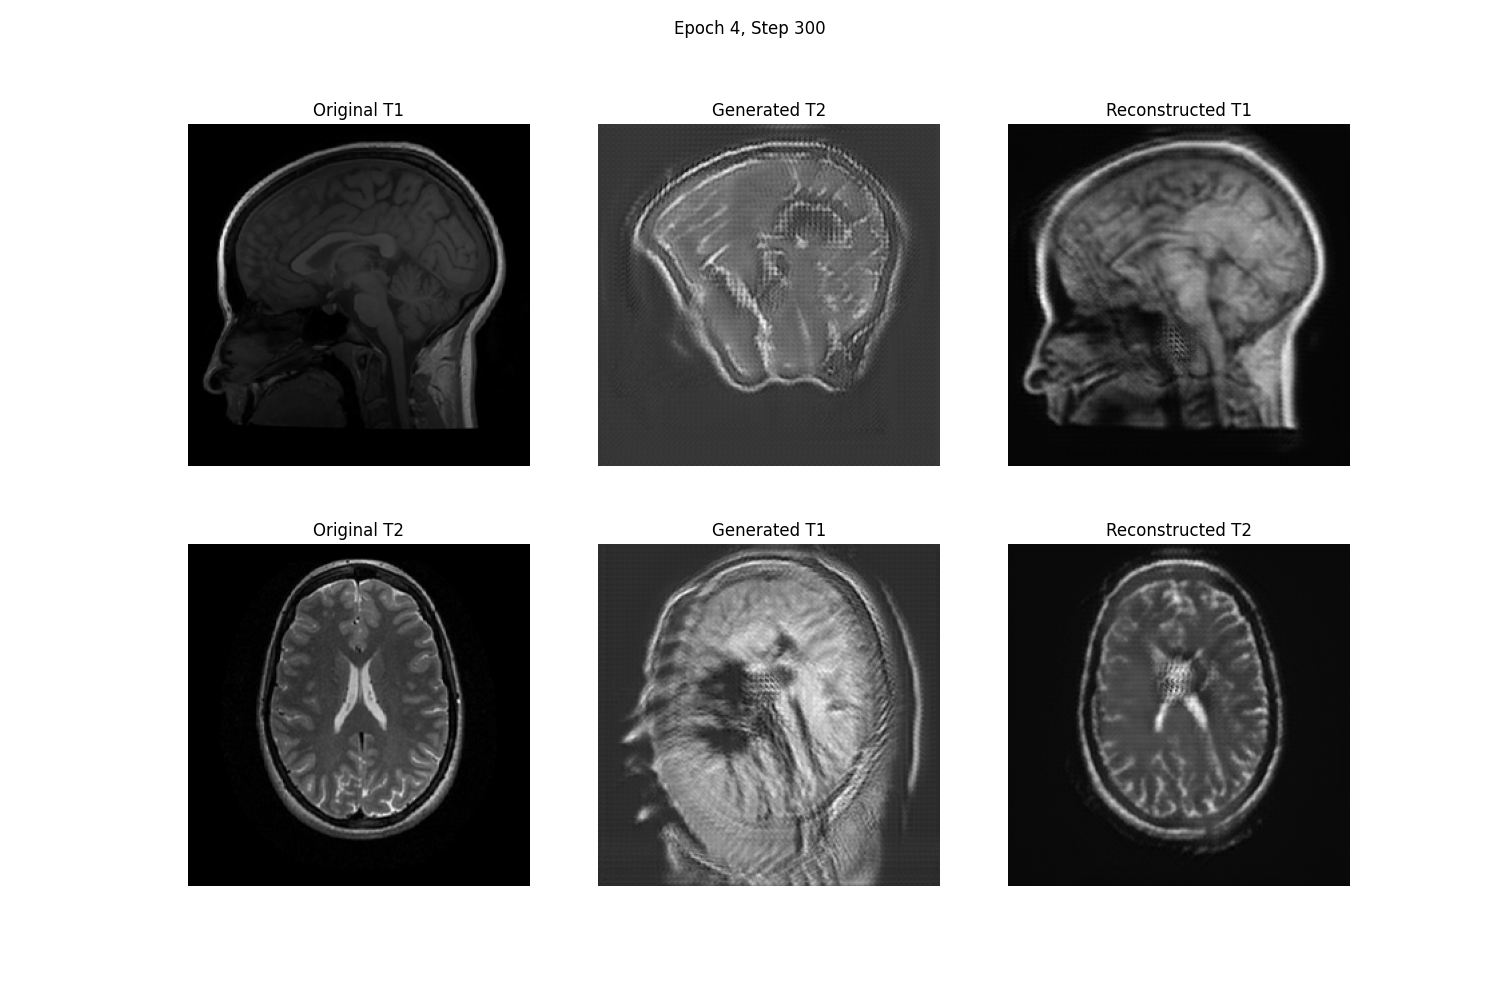 Epoch 4, Step 300
Original T1
Generated T2
Reconstructed T1
Original T2
Generated T1
Reconstructed T2